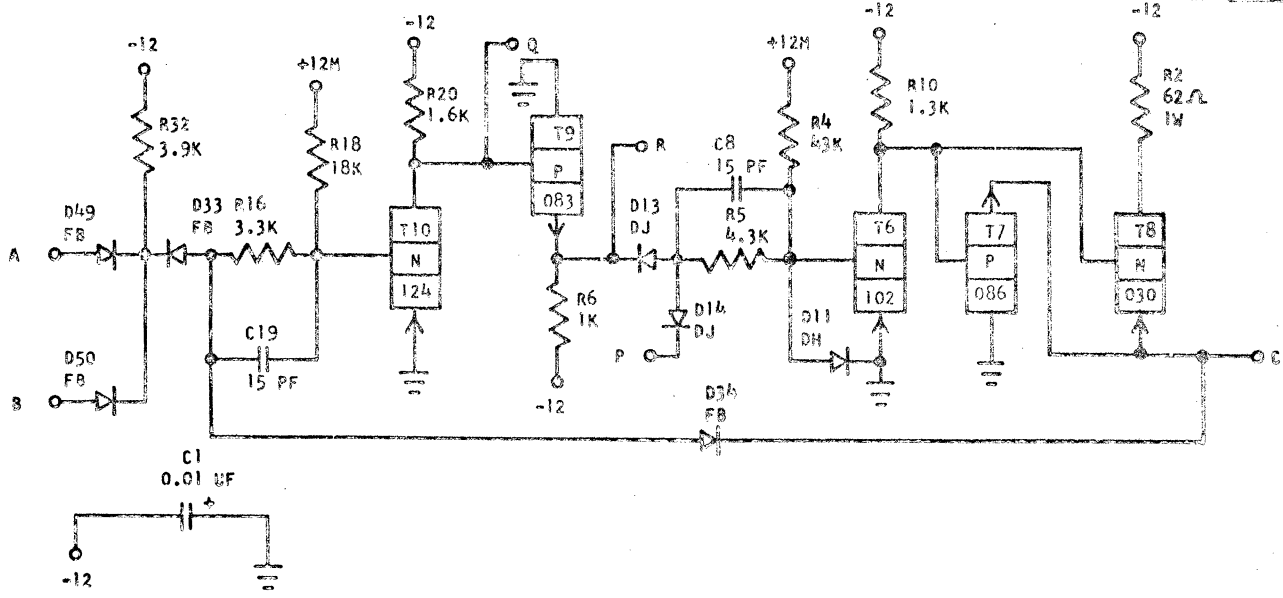 -12
R32
3.9K
+12M
R18
18K
-12
R20
1.6K
Q
T9
P
083
R
C8
15 PF
+12M
R4
43K
-12
R10
1.3K
-12
R2
62Ω
1W
D49
FB
A
D33
FB
R16
3.3K
T10
N
124
D13
DJ
R5
4.3K
T6
N
102
T7
P
086
T8
N
030
C19
15 PF
R6
1K
D14
DJ
P
D11
DH
C
D50
FB
B
-12
D34
FB
C1
0.01 UF
+
-12